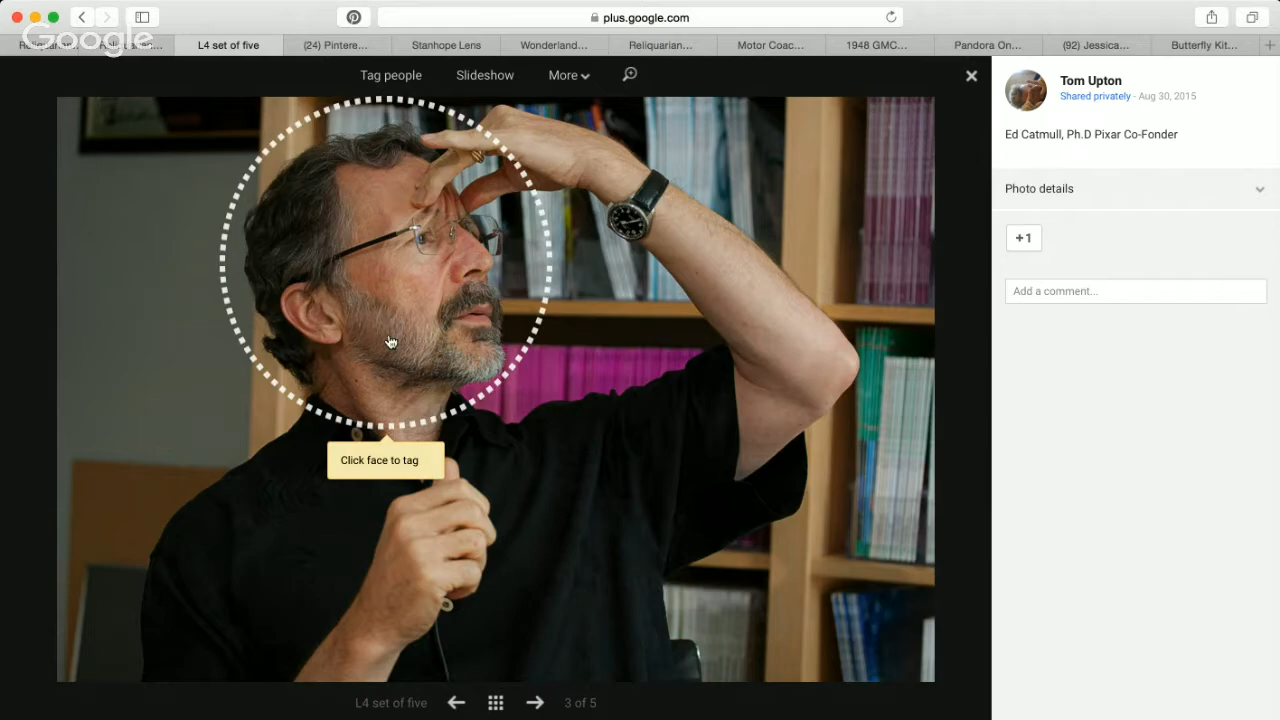 plus.google.com
Google
L4 set of five
(24) Pintere...
Stanhope Lens
Wonderland...
Reliquarian...
Motor Coac...
1948 GMC...
Pandora On...
(92) Jessica...
Butterfly Kit...
Tag people Slideshow More
Tom Upton
Shared privately - Aug 30, 2015
Ed Catmull, Ph.D Pixar Co-Fonder
Photo details
+1
Add a comment...
Click face to tag
L4 set of five 3 of 5